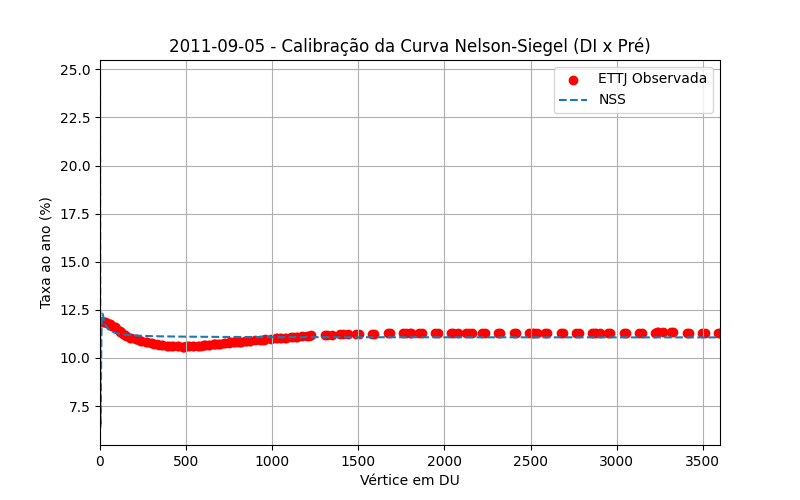 2011-09-05 - Calibração da Curva Nelson-Siegel (DI x Pré)
ETTJ Observada
NSS
Taxa ao ano (%)
25.0
22.5
20.0
17.5
15.0
12.5
10.0
7.5
0 500 1000 1500 2000 2500 3000 3500
Vértice em DU